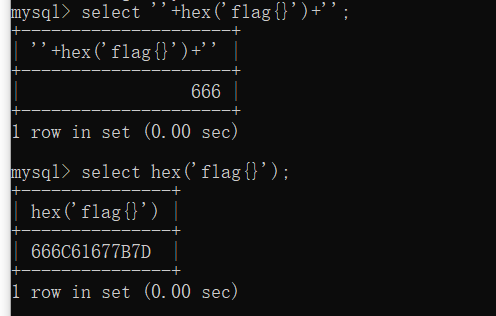 mysql> select ''+hex('flag{}')+'';
+----------------------+
| ''+hex('flag{}')+'' |
+----------------------+
| 666 |
+----------------------+
1 row in set (0.00 sec)
mysql> select hex('flag{}');
+---------------+
| hex('flag{}') |
+---------------+
| 666C61677B7D |
+---------------+
1 row in set (0.00 sec)